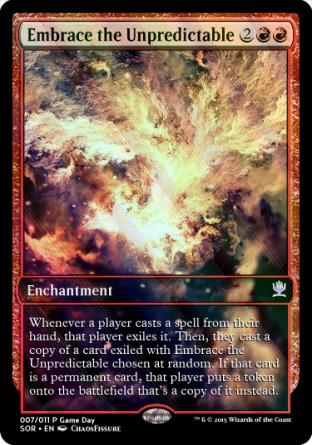 Embrace the Unpredictable 2
Enchantment
Whenever a player casts a spell from their
hand, that player exiles it. Then, they cast a
copy of a card exiled with Embrace the
Unpredictable chosen at random. If that card
is a permanent card, that player puts a token
onto the battlefield that's a copy of it instead.
007/011 P Game Day
SOR • EN ChaosFissure
™ & © 2015 Wizards of the Coast